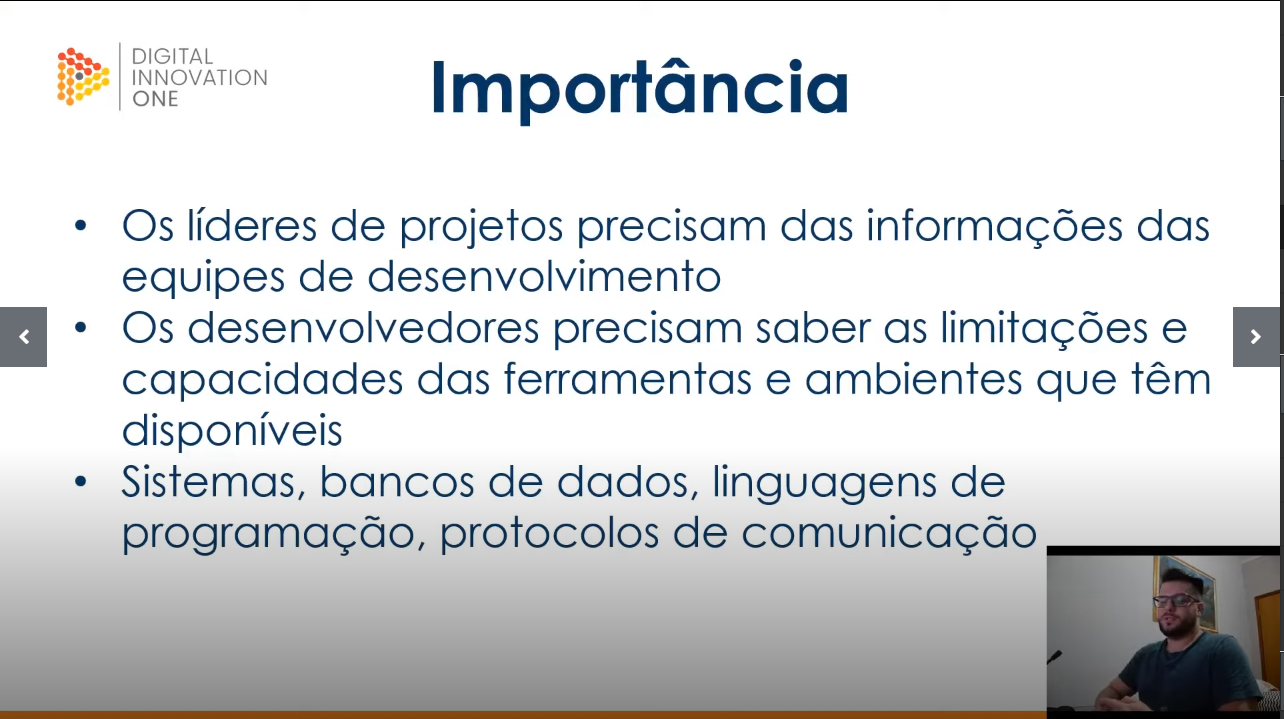 DIGITAL
INNOVATION
ONE
Importância
• Os líderes de projetos precisam das informações das
equipes de desenvolvimento
• Os desenvolvedores precisam saber as limitações e
capacidades das ferramentas e ambientes que têm
disponíveis
• Sistemas, bancos de dados, linguagens de
programação, protocolos de comunicação